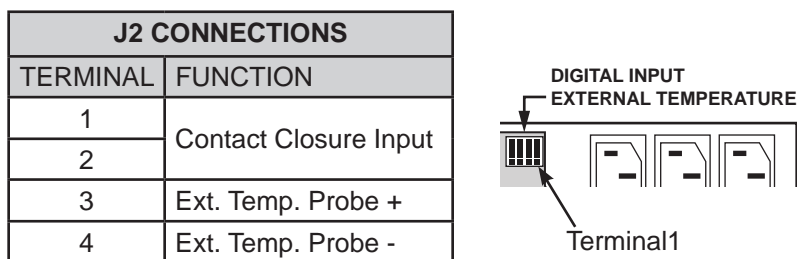 J2 CONNECTIONS
TERMINAL FUNCTION
1
2
Contact Closure Input
3 Ext. Temp. Probe +
4 Ext. Temp. Probe -
DIGITAL INPUT
EXTERNAL TEMPERATURE
Terminal1